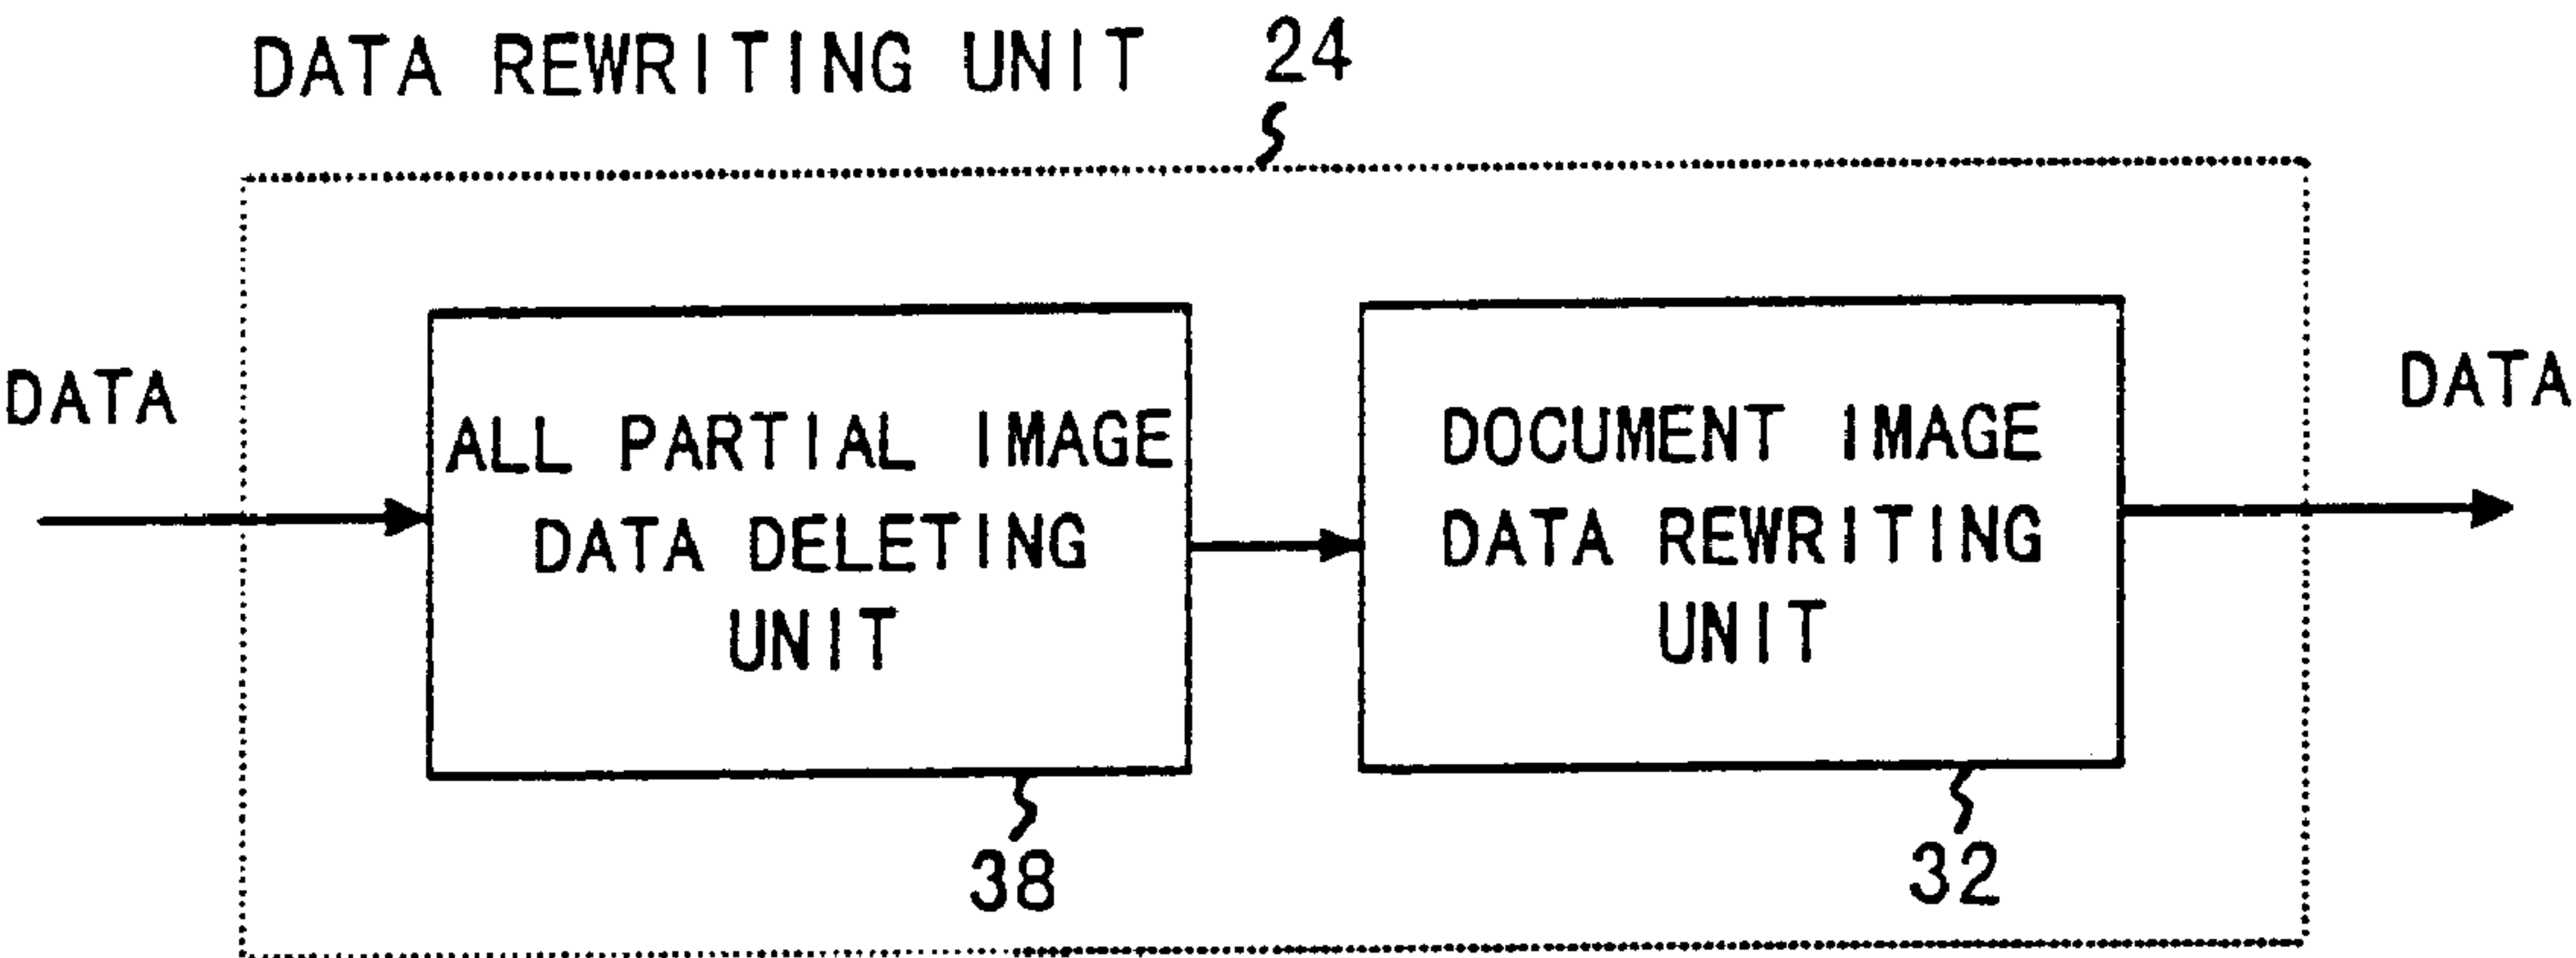 DATA REWRITING UNIT 24
DATA
ALL PARTIAL IMAGE
DATA DELETING
UNIT
38
DOCUMENT IMAGE
DATA REWRITING
UNIT
32
DATA